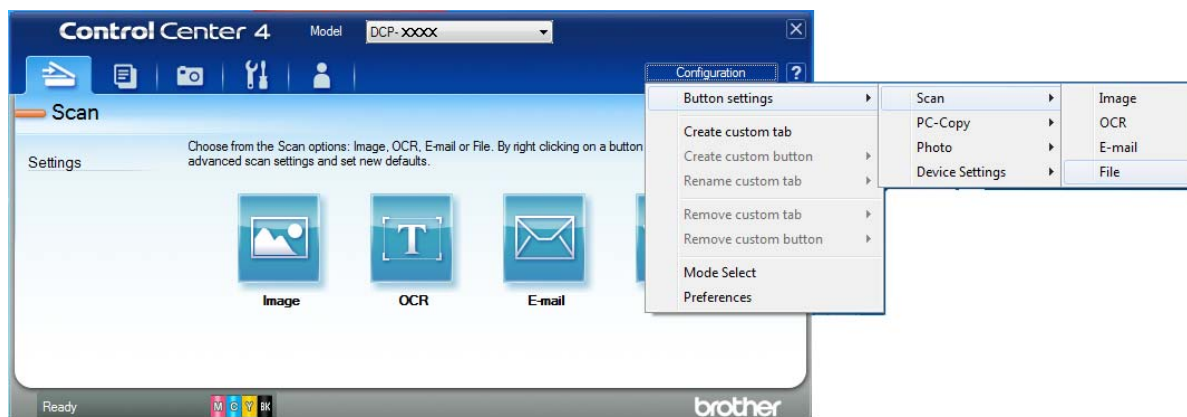 Control Center 4
Model
DCP-XXXX
Configuration
?
Scan
Settings
Choose from the Scan options: Image, OCR, E-mail or File. By right clicking on a button
advanced scan settings and set new defaults.
T
Image
OCR
E-mail
Button settings
Create custom tab
Create custom button
Rename custom tab
Remove custom tab
Remove custom button
Mode Select
Preferences
Scan
PC-Copy
Photo
Device Settings
Image
OCR
E-mail
File
Ready
M C Y BK
brother